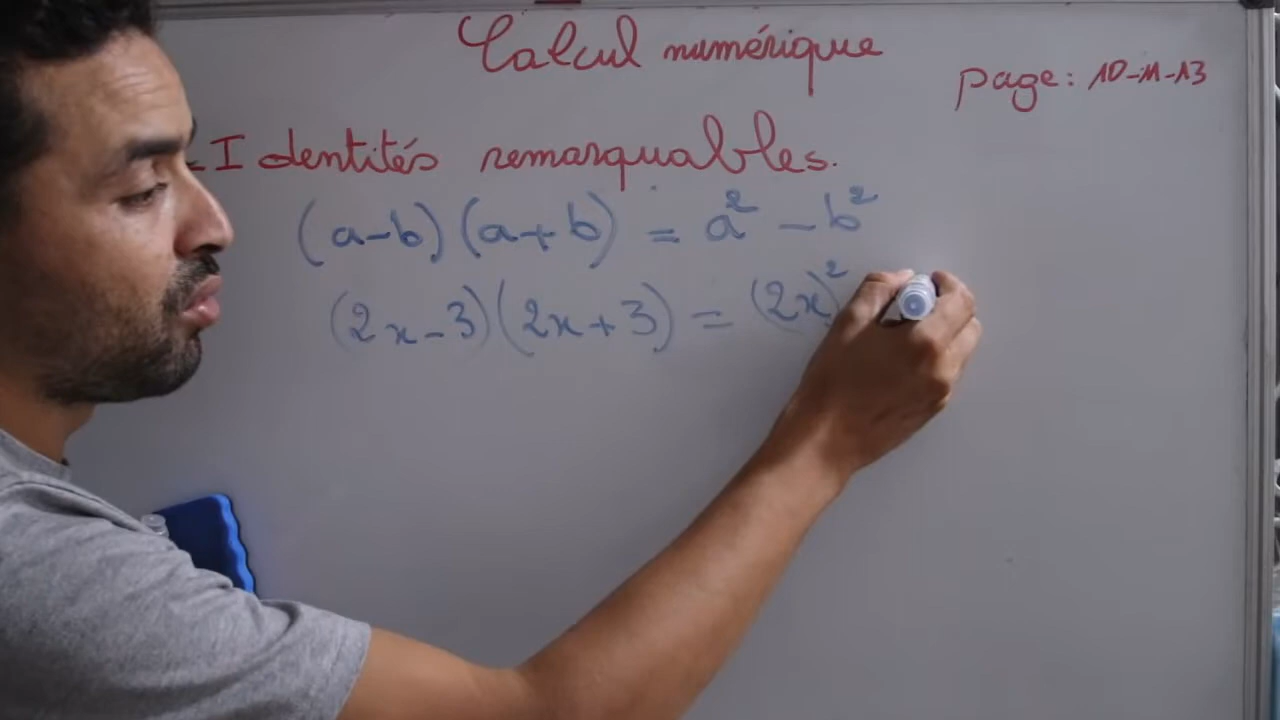 Calcul numérique
page: 10-11-13
-Identités remarquables.
(a-b)(a+b) = a² - b²
(2x-3)(2x+3) = (2x)²